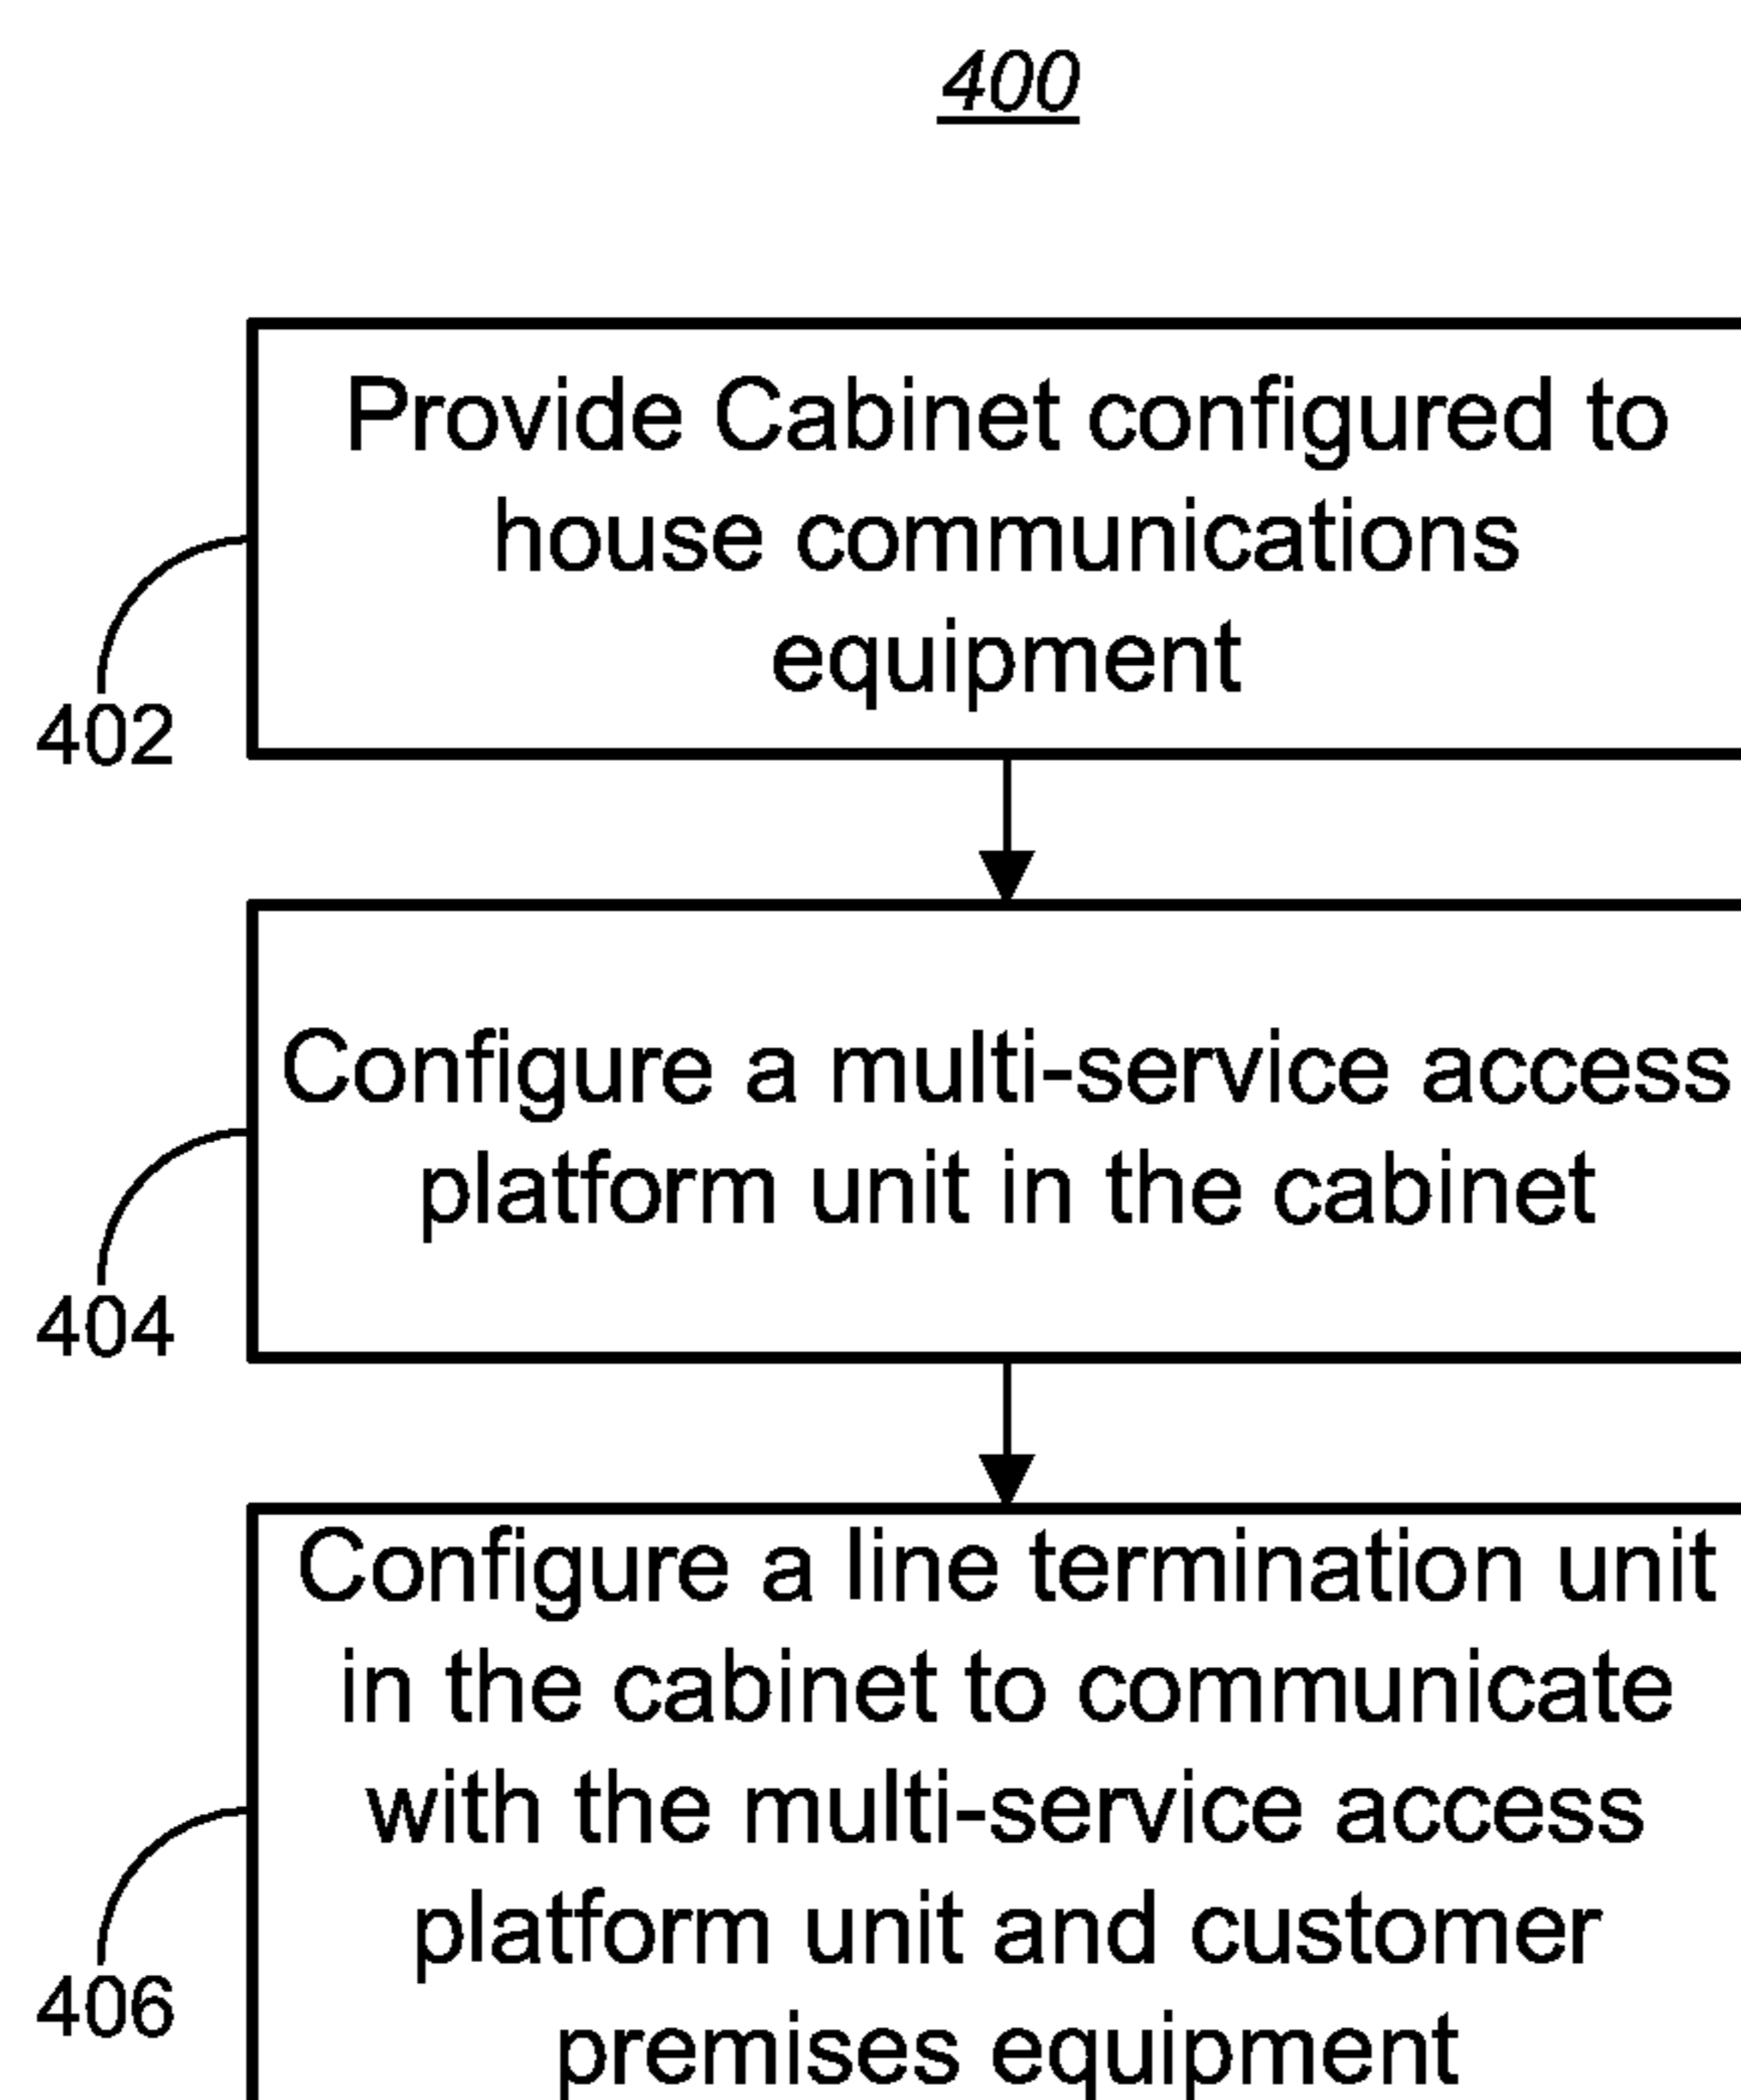 400
Provide Cabinet configured to
house communications
equipment
402
Configure a multi-service access
platform unit in the cabinet
404
Configure a line termination unit
in the cabinet to communicate
with the multi-service access
platform unit and customer
premises equipment
406